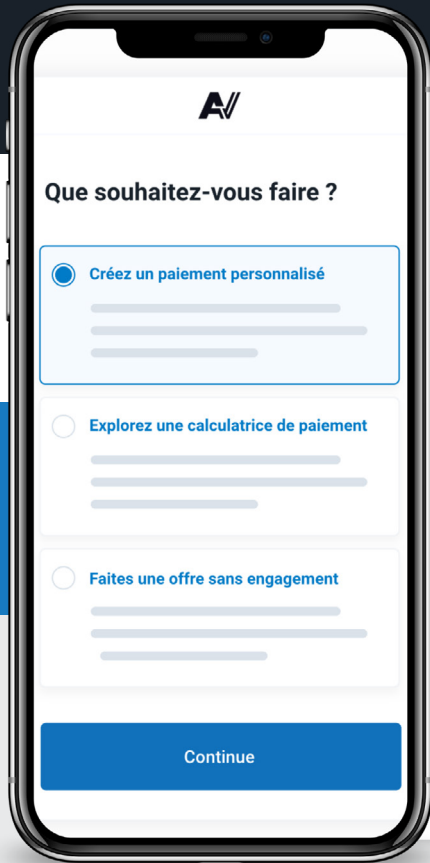 AV
Que souhaitez-vous faire ?
Créez un paiement personnalisé
Explorez une calculatrice de paiement
Faites une offre sans engagement
Continue